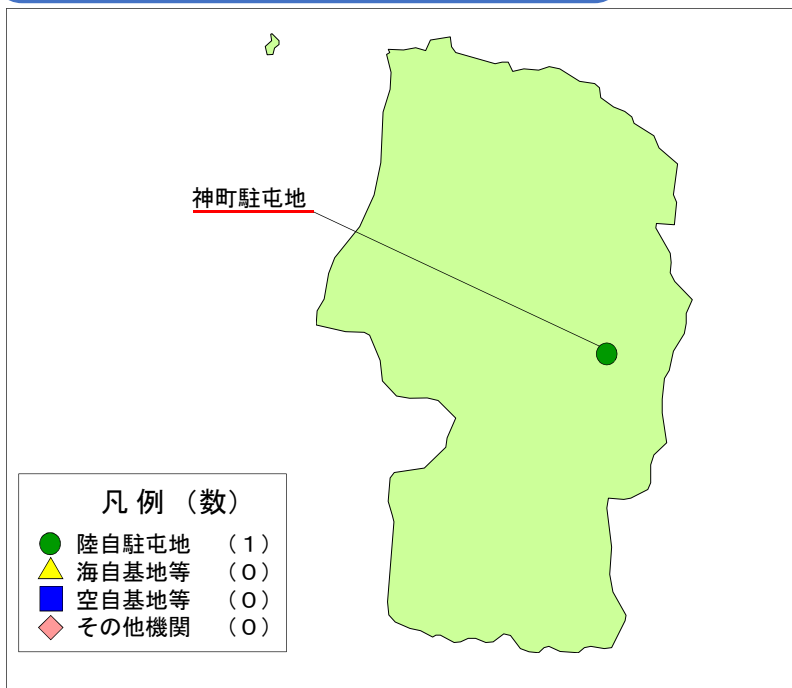 神町駐屯地
凡例（数）
陸自駐屯地 （１）
海自基地等 （０）
空自基地等 （０）
その他機関 （０）